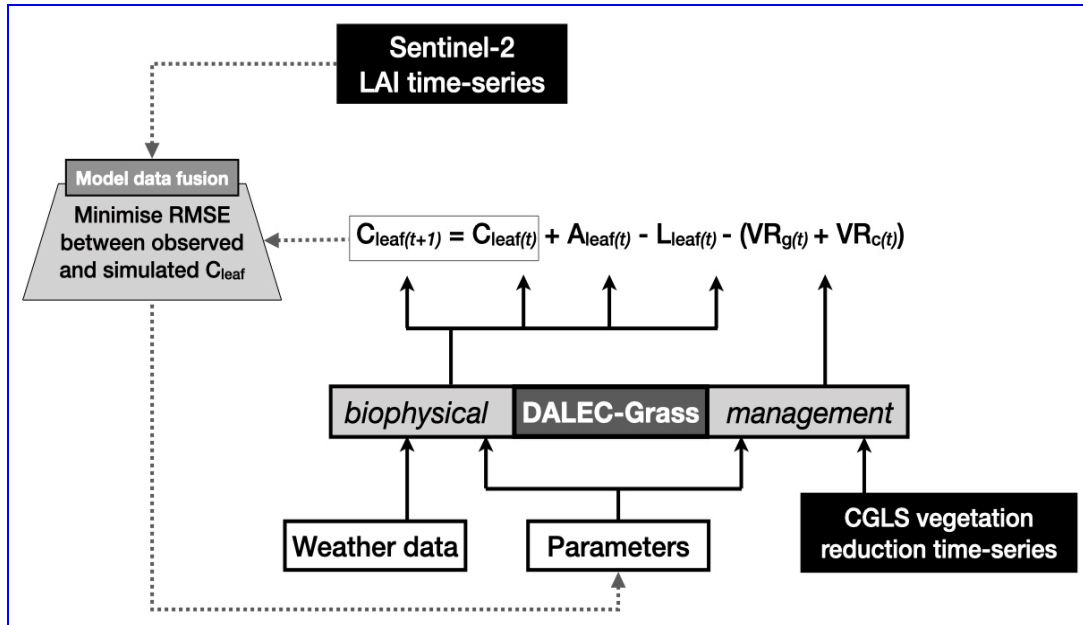 Sentinel-2
LAI time-series
Model data fusion
Minimise RMSE
between observed
and simulated Cleaf
Cleaf(t+1) = Cleaf(t) + Aleaf(t) - Lleaf(t) - (VRg(t) + VRc(t))
biophysical DALEC-Grass management
Weather data
Parameters
CGLS vegetation
reduction time-series